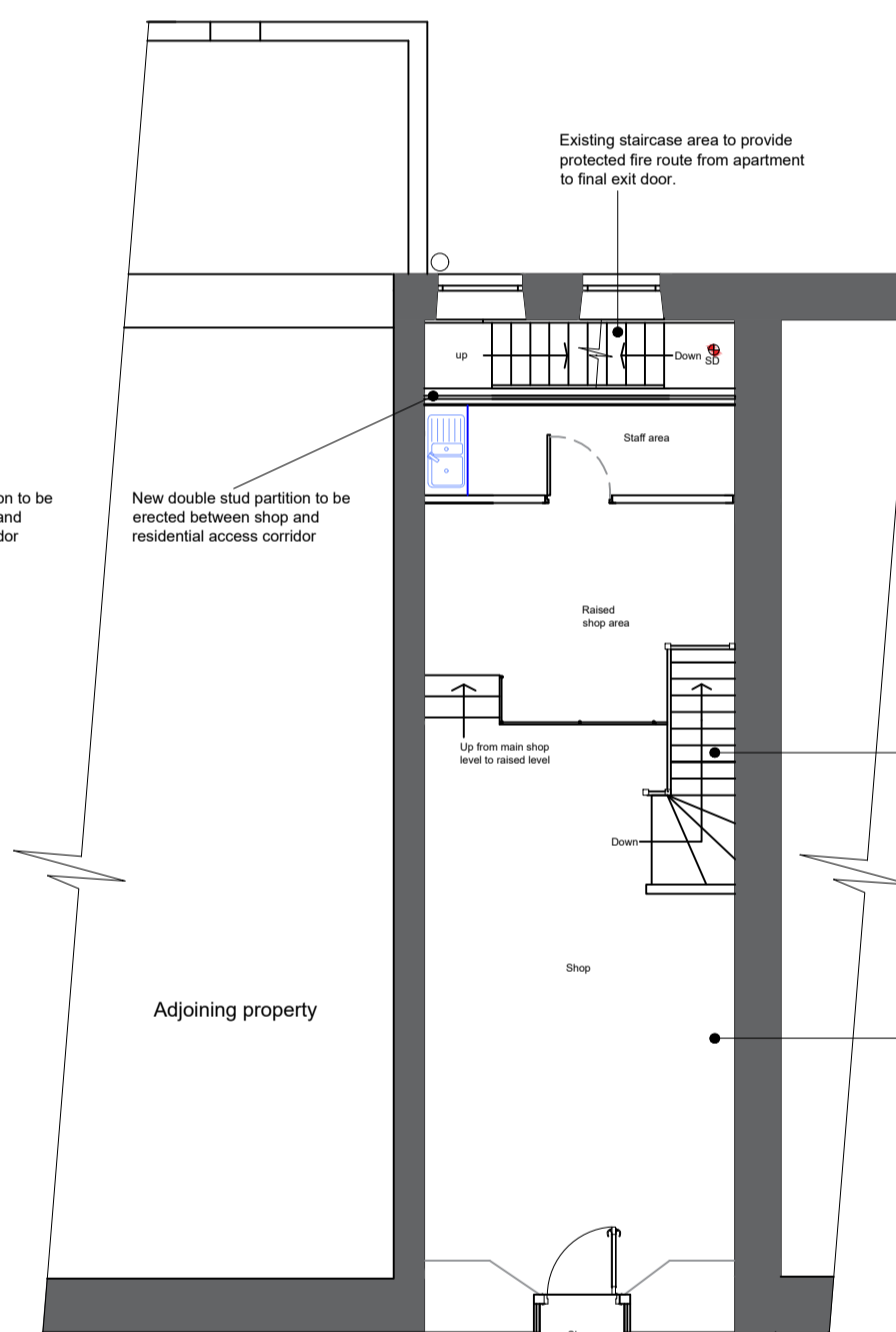 Existing staircase area to provide
protected fire route from apartment
to final exit door.
up
Down
SD
Staff area
on to be
and
dor
New double stud partition to be
erected between shop and
residential access corridor
Raised
shop area
Up from main shop
level to raised level
Down
Shop
Adjoining property